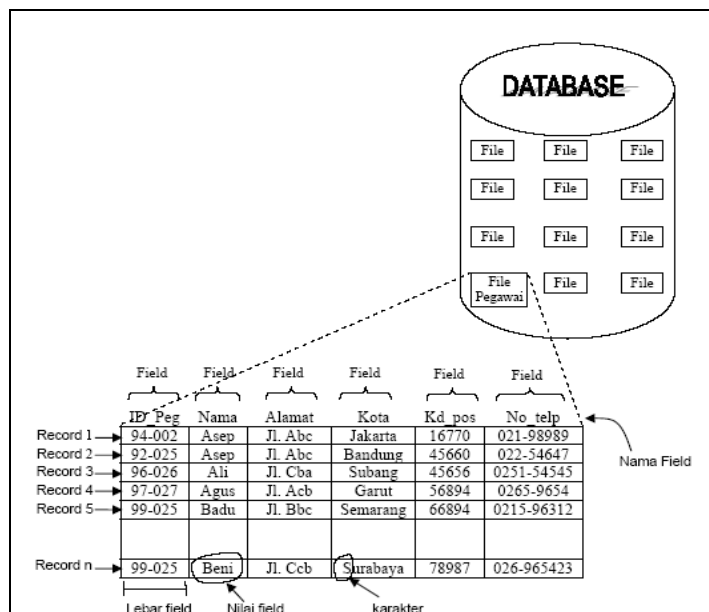 DATABASE
File File File
File File File
File File File
File Pegawai File File
Field Field Field Field Field Field
ID_Peg Nama Alamat Kota Kd_pos No_telp
Record 1 94-002 Asep Jl. Abc Jakarta 16770 021-98989
Record 2 92-025 Asep Jl. Abc Bandung 45660 022-54647
Record 3 96-026 Ali Jl. Cba Subang 45656 0251-54545
Record 4 97-027 Agus Jl. Acb Garut 56894 0265-9654
Record 5 99-025 Badu Jl. Bbc Semarang 66894 0215-96312
Nama Field
Record n 99-025 Beni Jl. Ccb Surabaya 78987 026-965423
Lebar field Nilai field karakter